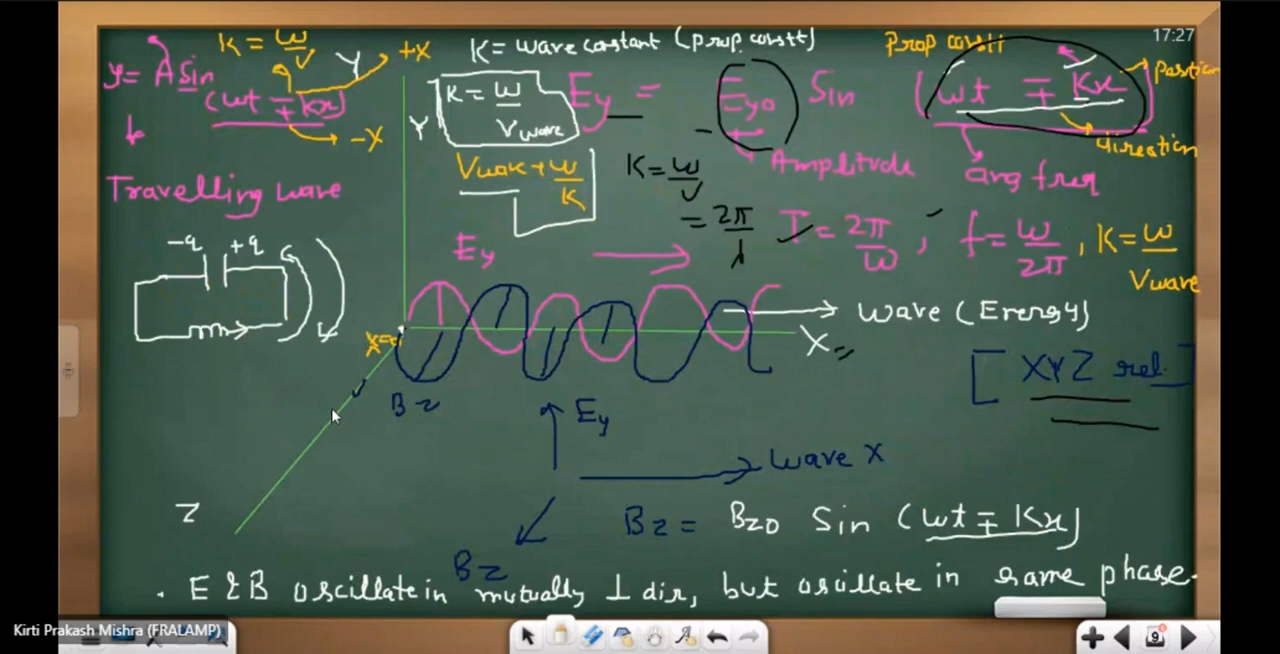 17:27
K = ω/v
+X
K = wave constant (prop constt)
Prop constt
y = A sin
(ωt ∓ Kx)
Y
-X
Y
K = ω/Vwave
Ey = Eyo Sin (ωt ∓ Kx)
Position
direction
Amplitude
ang freq
K = ω/v
= 2π/λ
Travelling wave
-q +q
T = 2π/ω, f = ω/2π, K = ω/Vwave
Ey
Wave (Energy)
X
[XYZ rel.]
Bz
Ey
Wave X
Z
Bz = Bzo Sin (ωt ∓ Kx)
Bz
. E & B oscillate in mutually ⊥ dir, but oscillate in same phase.
Kirti Prakash Mishra (FRALAMP)
9